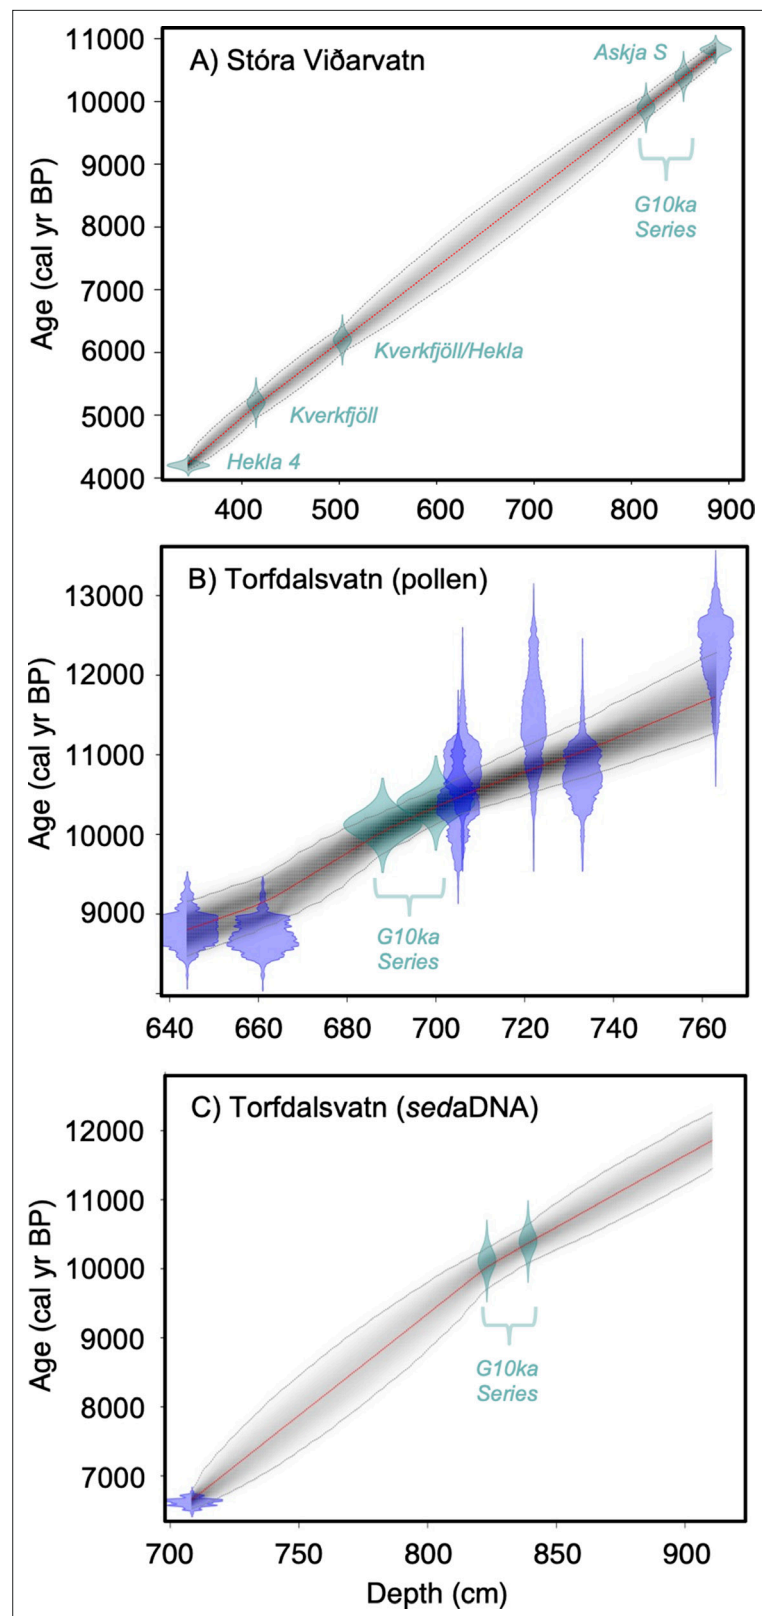 A) Stóra Viðarvatn
Age (cal yr BP)
11000
10000
9000
8000
7000
6000
5000
4000
Askja S
G10ka
Series
Kverkfjöll/Hekla
Kverkfjöll
Hekla 4
400
500
600
700
800
900
B) Torfdalsvatn (pollen)
Age (cal yr BP)
13000
12000
11000
10000
9000
G10ka
Series
640
660
680
700
720
740
760
C) Torfdalsvatn (sedaDNA)
Age (cal yr BP)
12000
11000
10000
9000
8000
7000
G10ka
Series
700
750
800
850
900
Depth (cm)